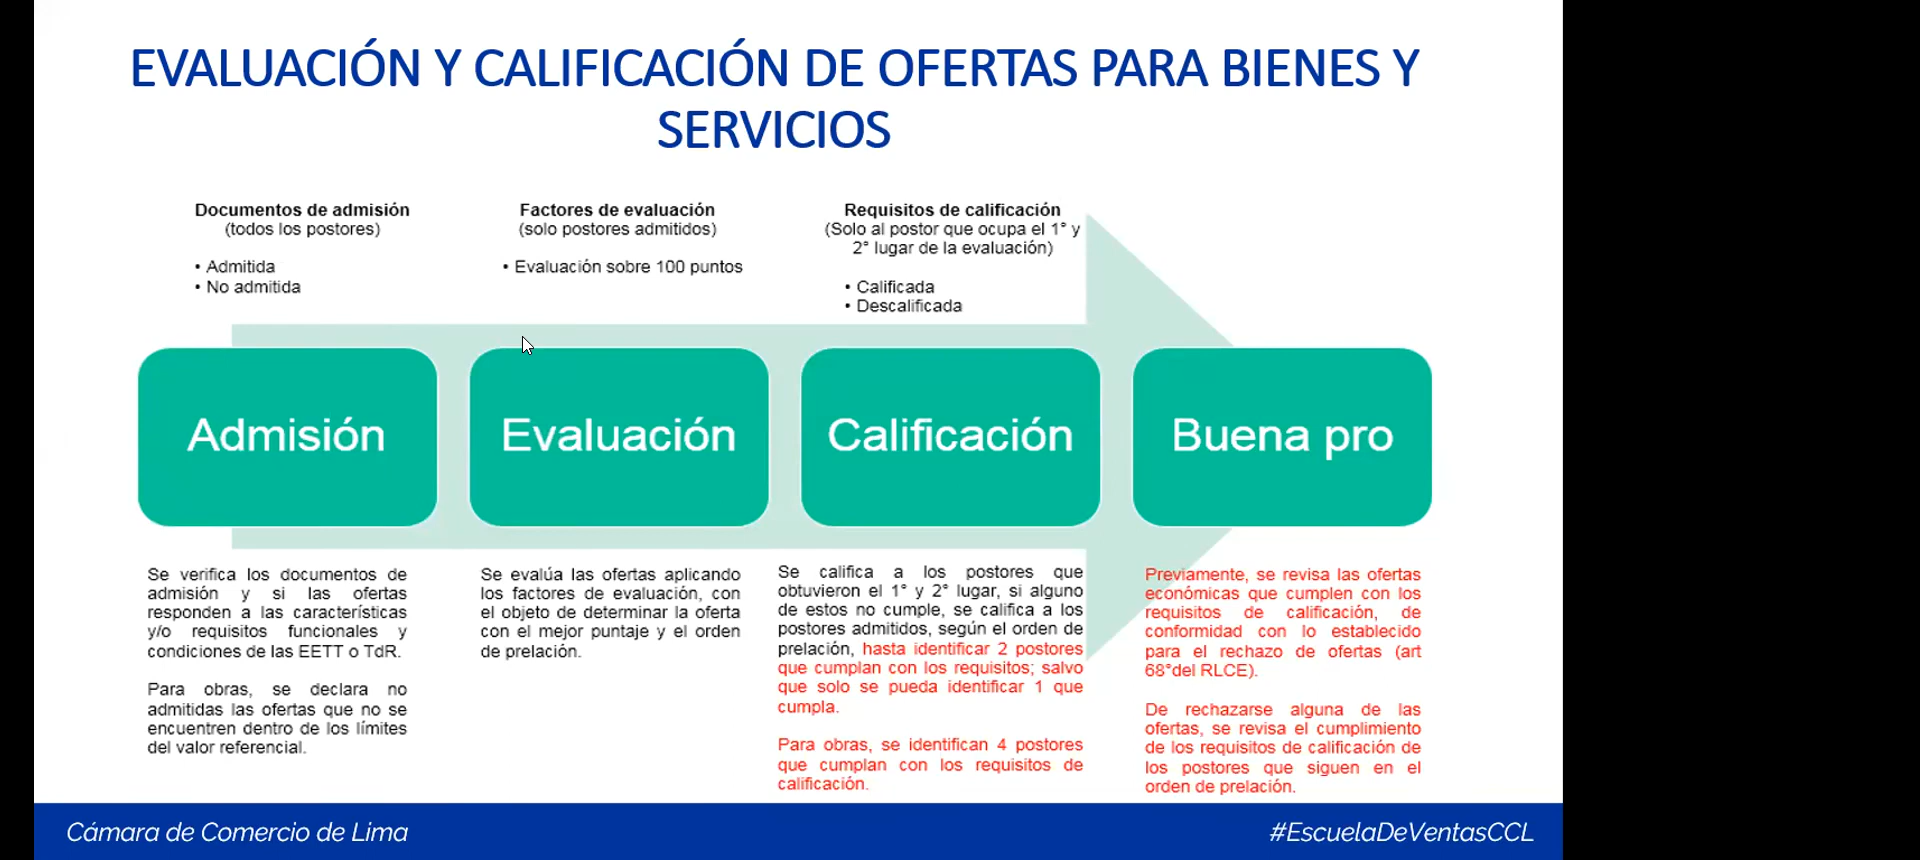 EVALUACIÓN Y CALIFICACIÓN DE OFERTAS PARA BIENES Y
SERVICIOS
Documentos de admisión
(todos los postores)
• Admitida
• No admitida
Factores de evaluación
(solo postores admitidos)
• Evaluación sobre 100 puntos
Requisitos de calificación
(Solo al postor que ocupa el 1° y
2° lugar de la evaluación)
• Calificada
• Descalificada
Admisión
Evaluación
Calificación
Buena pro
Se verifica los documentos de
admisión y si las ofertas
responden a las características
y/o requisitos funcionales y
condiciones de las EETT o TdR.
Para obras, se declara no
admitidas las ofertas que no se
encuentren dentro de los límites
del valor referencial.
Se evalúa las ofertas aplicando
los factores de evaluación, con
el objeto de determinar la oferta
con el mejor puntaje y el orden
de prelación.
Se califica a los postores que
obtuvieron el 1° y 2° lugar, si alguno
de estos no cumple, se califica a los
postores admitidos, según el orden de
prelación, hasta identificar 2 postores
que cumplan con los requisitos; salvo
que solo se pueda identificar 1 que
cumpla.
Para obras, se identifican 4 postores
que cumplan con los requisitos de
calificación.
Previamente, se revisa las ofertas
económicas que cumplen con los
requisitos de calificación, de
conformidad con lo establecido
para el rechazo de ofertas (art
68°del RLCE).
De rechazarse alguna de las
ofertas, se revisa el cumplimiento
de los requisitos de calificación de
los postores que siguen en el
orden de prelación.
Cámara de Comercio de Lima
#EscuelaDeVentasCCL